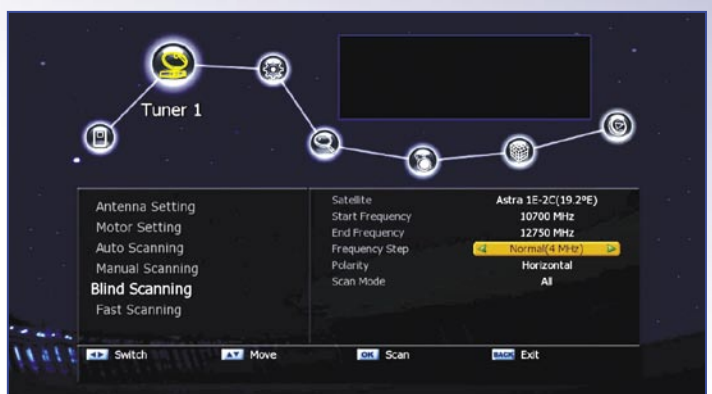 Tuner 1
Antenna Setting
Motor Setting
Auto Scanning
Manual Scanning
Blind Scanning
Fast Scanning
Satellite Astra 1E-2C(19.2ºE)
Start Frequency 10700 MHz
End Frequency 12750 MHz
Frequency Step Normal(4 MHz)
Polarity Horizontal
Scan Mode All
Switch Move OK Scan BACK Exit